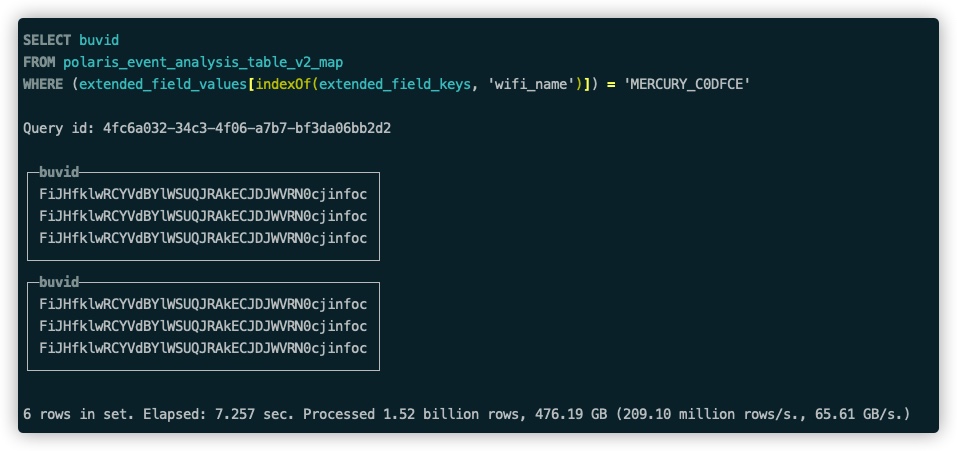 SELECT buvid
FROM polaris_event_analysis_table_v2_map
WHERE (extended_field_values[indexOf(extended_field_keys, 'wifi_name')]) = 'MERCURY_C0DFCE'
Query id: 4fc6a032-34c3-4f06-a7b7-bf3da06bb2d2
buvid
FiJHfklwRCYVdBYlWSUQJRAkECJDJWVRN0cjinfoc
FiJHfklwRCYVdBYlWSUQJRAkECJDJWVRN0cjinfoc
FiJHfklwRCYVdBYlWSUQJRAkECJDJWVRN0cjinfoc
buvid
FiJHfklwRCYVdBYlWSUQJRAkECJDJWVRN0cjinfoc
FiJHfklwRCYVdBYlWSUQJRAkECJDJWVRN0cjinfoc
FiJHfklwRCYVdBYlWSUQJRAkECJDJWVRN0cjinfoc
6 rows in set. Elapsed: 7.257 sec. Processed 1.52 billion rows, 476.19 GB (209.10 million rows/s., 65.61 GB/s.)